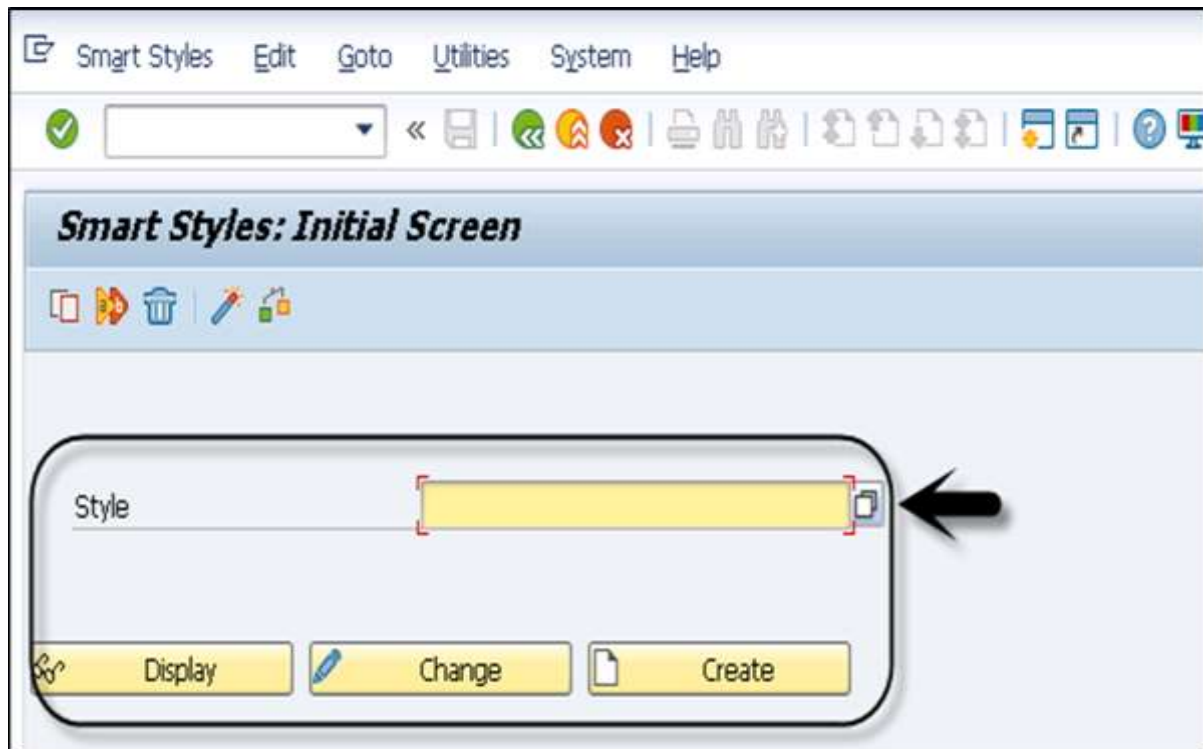 Smart Styles Edit Goto Utilities System Help
Smart Styles: Initial Screen
Style
Display Change Create